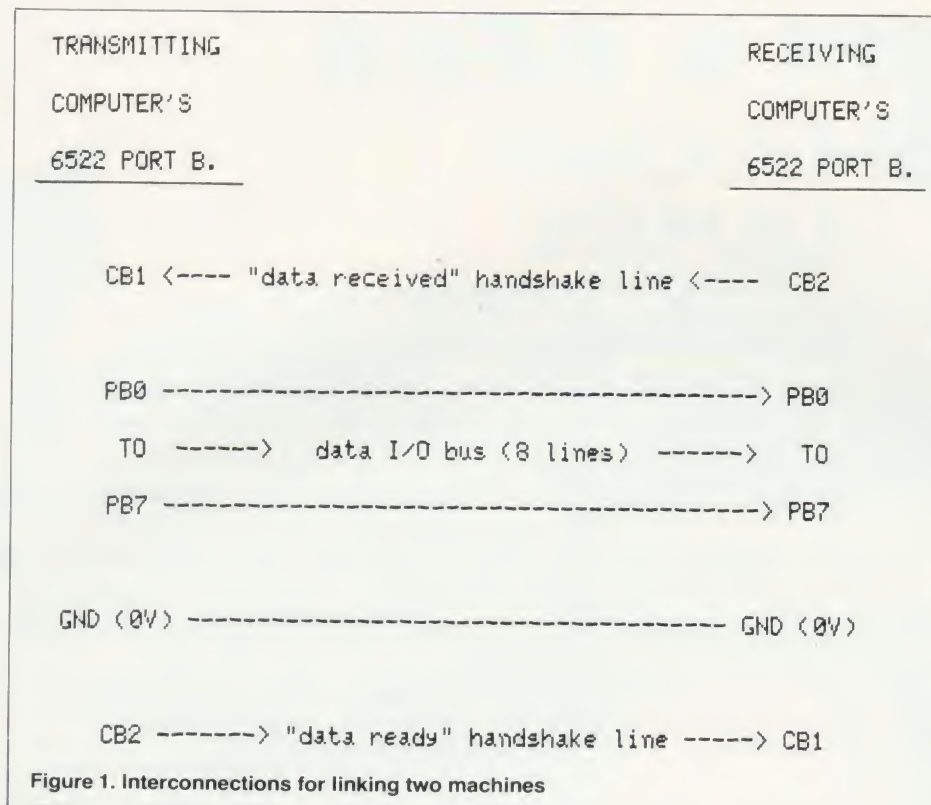 TRANSMITTING RECEIVING
COMPUTER'S COMPUTER'S
6522 PORT B. 6522 PORT B.
CB1 <---- "data received" handshake line <---- CB2
PB0 --------------------------------------------> PB0
TO ------> data I/O bus (8 lines) ------> TO
PB7 --------------------------------------------> PB7
GND (0V) ---------------------------------------- GND (0V)
CB2 -------> "data ready" handshake line -----> CB1
Figure 1. Interconnections for linking two machines